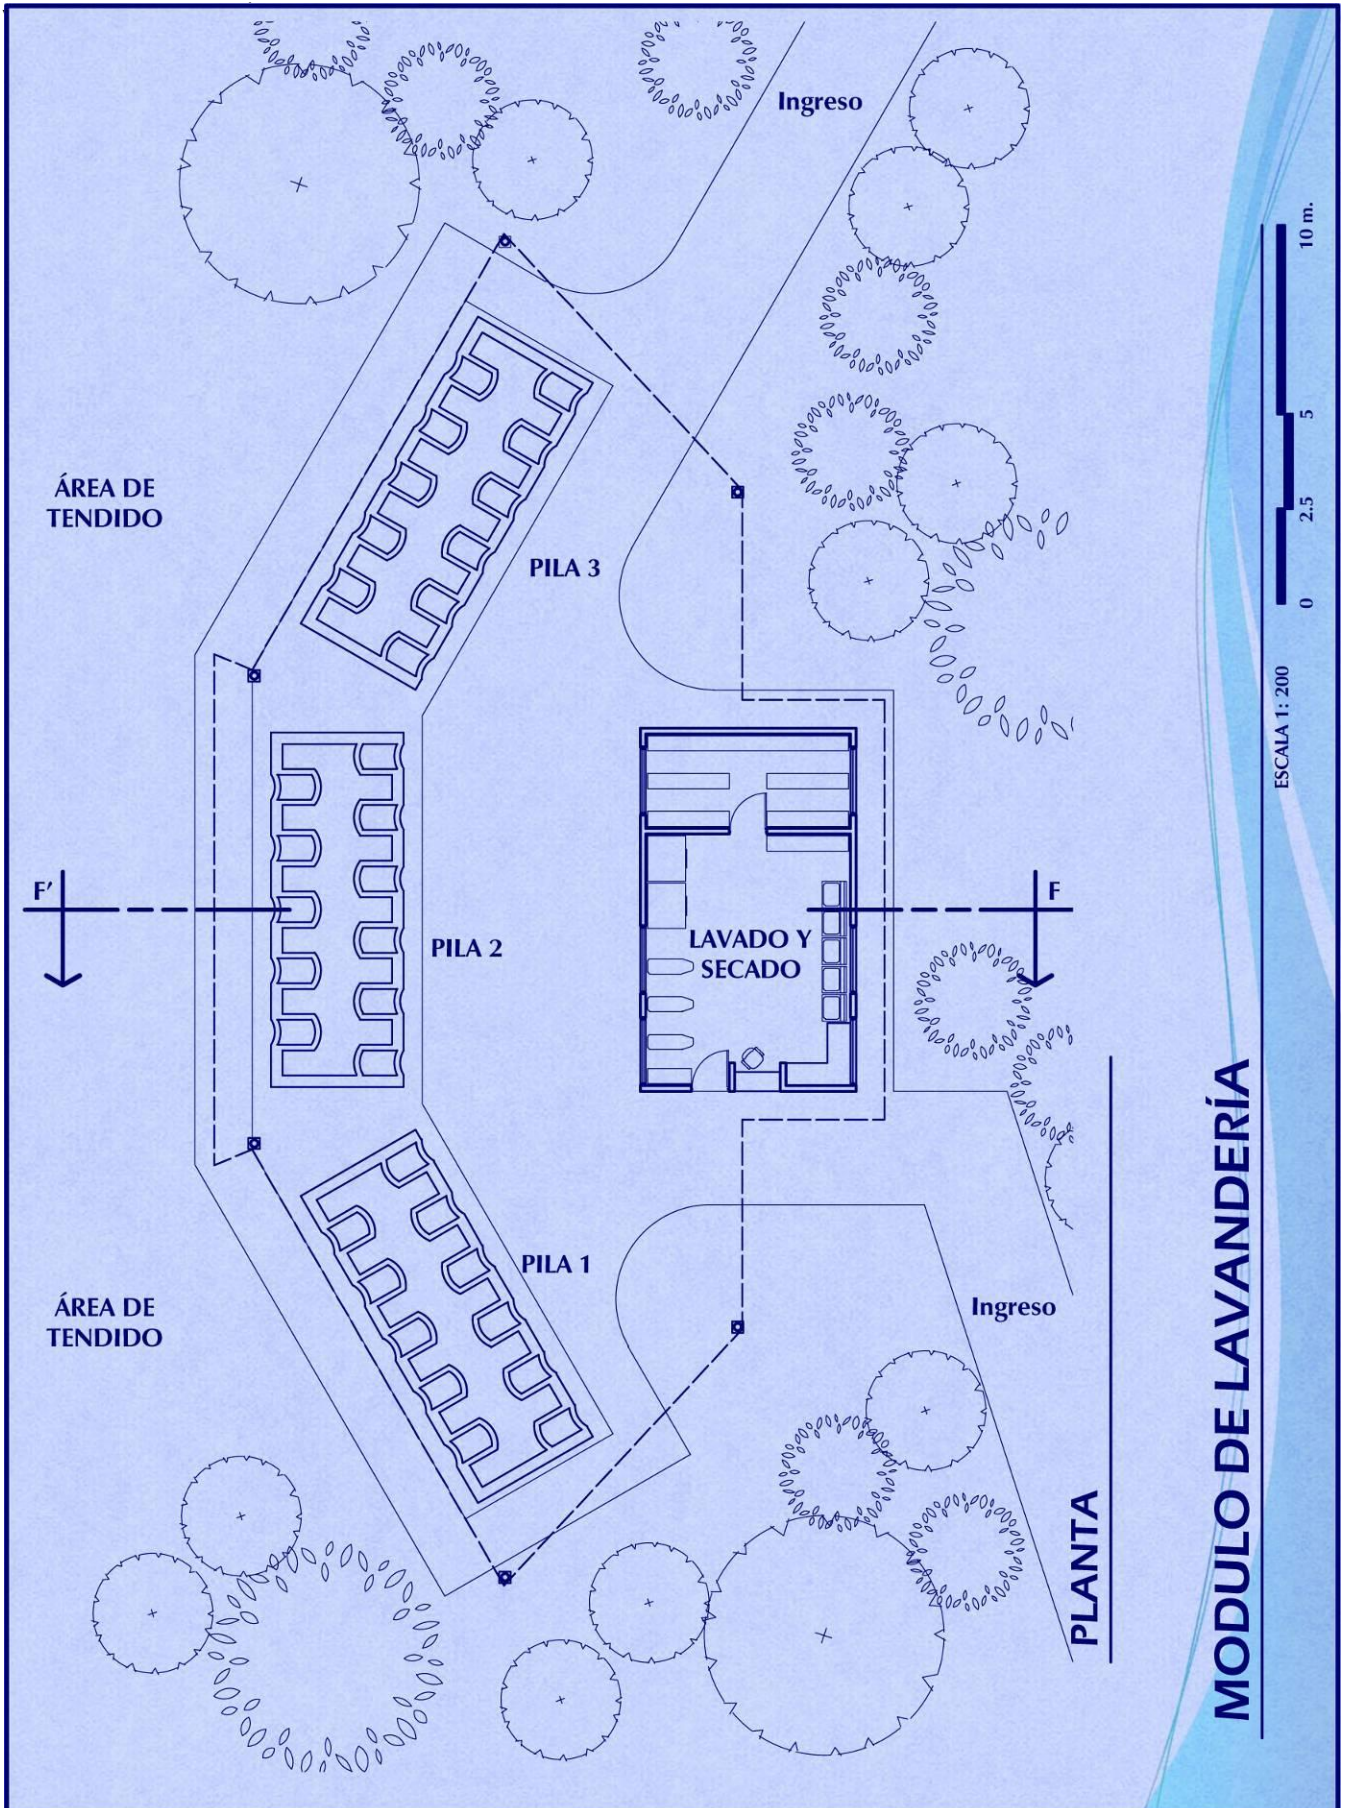 Ingreso
ÁREA DE
TENDIDO
PILA 3
F'
F
PILA 2
LAVADO Y
SECADO
PILA 1
ÁREA DE
TENDIDO
Ingreso
PLANTA
MODULO DE LAVANDERÍA
ESCALA 1: 200
0
2.5
5
10 m.